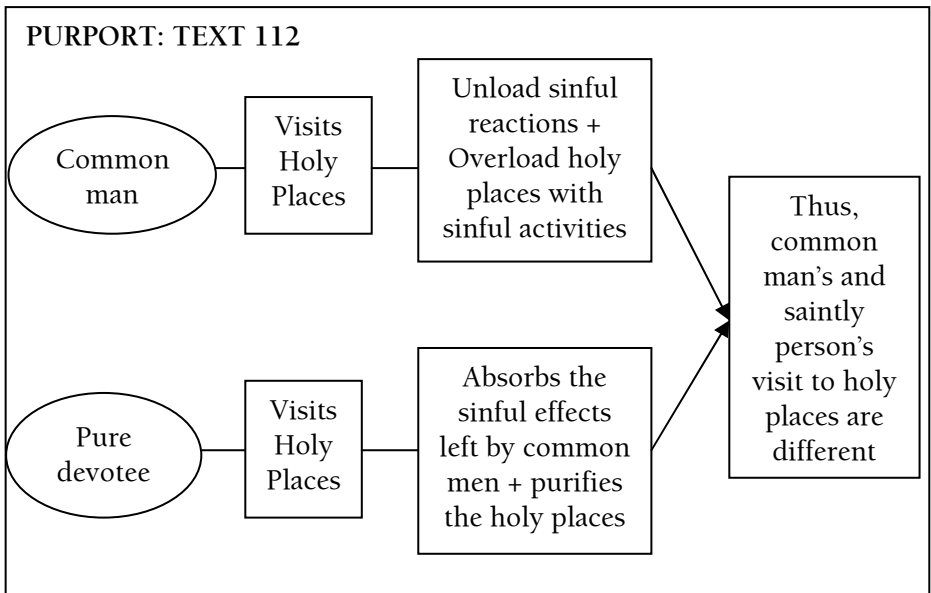 PURPORT: TEXT 112
Common
man
Visits
Holy
Places
Unload sinful
reactions +
Overload holy
places with
sinful activities
Thus,
common
man's and
saintly
person's
visit to holy
places are
different
Pure
devotee
Visits
Holy
Places
Absorbs the
sinful effects
left by common
men + purifies
the holy places